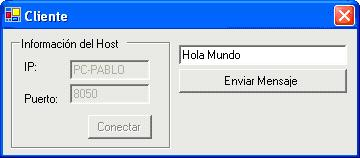 Cliente
Información del Host
IP:
PC-PABLO
Puerto:
8050
Conectar
Hola Mundo
Enviar Mensaje